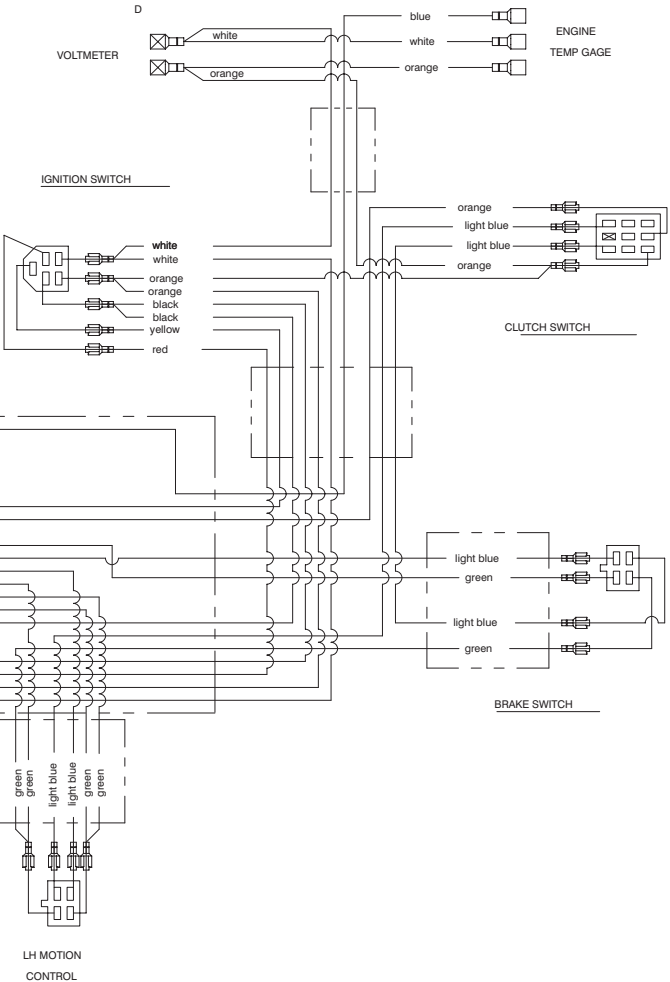 D
blue
white
white
ENGINE
VOLTMETER
TEMP GAGE
orange
orange
IGNITION SWITCH
orange
light blue
white
light blue
white
orange
orange
orange
black
black
yellow
CLUTCH SWITCH
red
light blue
green
light blue
green
BRAKE SWITCH
green
green
light blue
light blue
green
green
LH MOTION
CONTROL